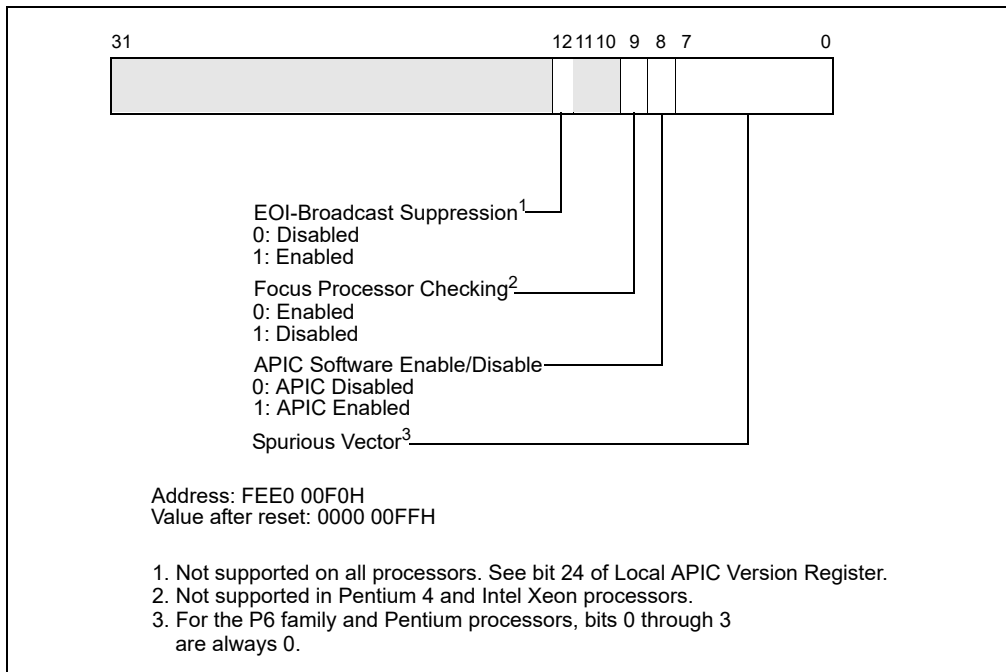 31 12 11 10 9 8 7 0
EOI-Broadcast Suppression1
0: Disabled
1: Enabled
Focus Processor Checking2
0: Enabled
1: Disabled
APIC Software Enable/Disable
0: APIC Disabled
1: APIC Enabled
Spurious Vector3
Address: FEE0 00F0H
Value after reset: 0000 00FFH
1. Not supported on all processors. See bit 24 of Local APIC Version Register.
2. Not supported in Pentium 4 and Intel Xeon processors.
3. For the P6 family and Pentium processors, bits 0 through 3
are always 0.